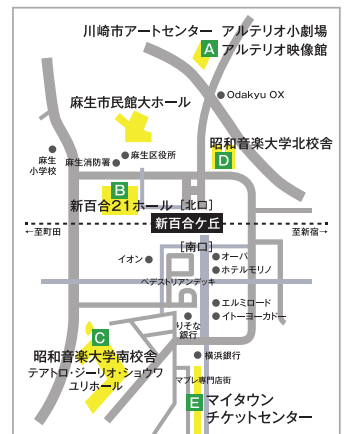 川崎市アートセンター アルテリオ小劇場
A アルテリオ映像館
Odakyu OX
麻生市民館大ホール
昭和音楽大学北校舎
D
麻生区役所
麻生
小学校
麻生消防署
B
新百合21ホール
[北口]
新百合ケ丘
←至町田
至新宿→
[南口]
イオン
オーパ
ホテルモリノ
ペデストリアンデッキ
エルミロード
イトーヨーカドー
りそな
銀行
C
昭和音楽大学南校舎
テアトロ・ジーリオ・ショウワ
ユリホール
横浜銀行
マプレ専門店街
E マイタウン
チケットセンター